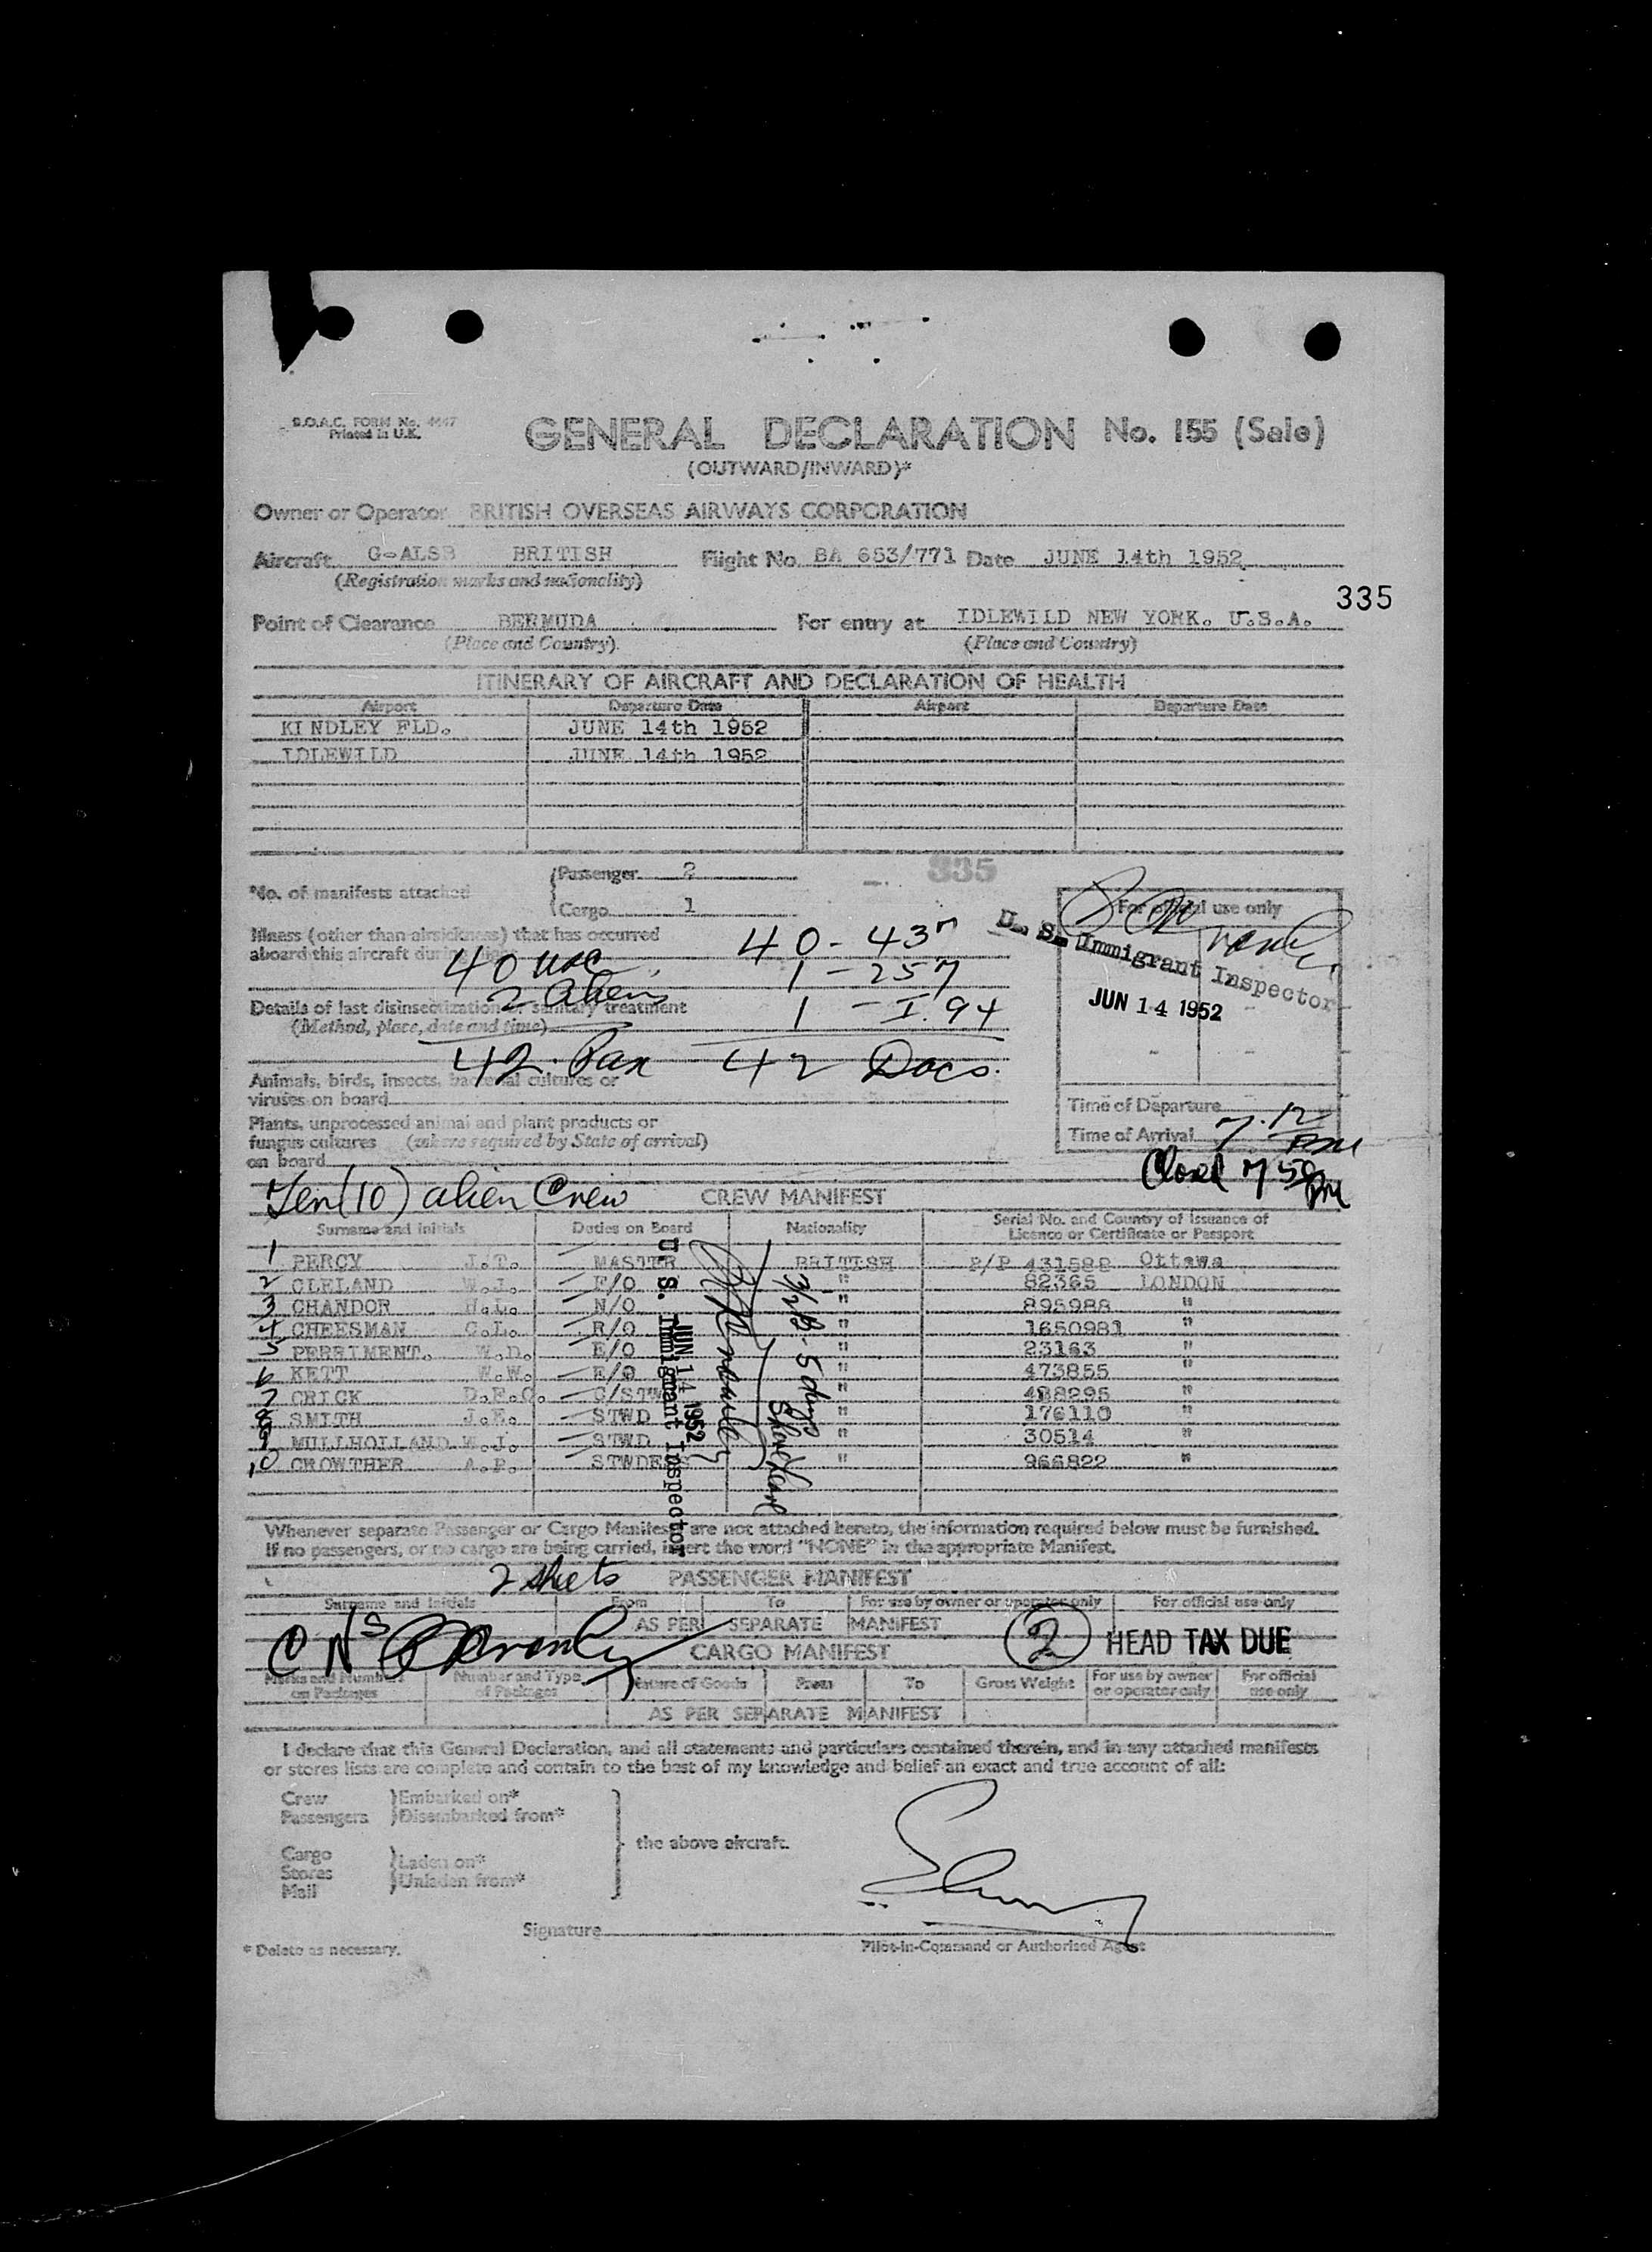 B.O.A.C. FORM No. 4447
Printed in U.K.
GENERAL DECLARATION No. 155 (Sale)
(OUTWARD/INWARD)*
Owner or Operator BRITISH OVERSEAS AIRWAYS CORPORATION
Aircraft G-ALSB BRITISH Flight No. BA 653/771 Date JUNE 14th 1952
(Registration marks and nationality)
335
Point of Clearance BERMUDA For entry at IDLEWILD NEW YORK. U.S.A.
(Place and Country) (Place and Country)
ITINERARY OF AIRCRAFT AND DECLARATION OF HEALTH
Airport Departure Date Airport Departure Date
KINDLEY FLD. JUNE 14th 1952
IDLEWILD JUNE 14th 1952
335
*No. of manifests attached
Passenger 2
Cargo 1
For official use only
U. S. Immigrant Inspector
JUN 14 1952
Illness (other than airsickness) that has occurred
aboard this aircraft during flight
40 USC 40 - 437
2 aliens 1 - 257
Details of last disinsectization or sanitary treatment
1 - I.94
(Method, place, date and time)
42 Pax 42 Docs.
Animals, birds, insects, bacterial cultures or
viruses on board
Plants, unprocessed animal and plant products or
fungus cultures (where required by State of arrival)
on board
Time of Departure
Time of Arrival 7.12 PM
Closed 7 55 PM
Ten (10) alien Crew CREW MANIFEST
Surname and Initials Duties on Board Nationality Serial No. and Country of Issuance of
Licence or Certificate or Passport
1 PERCY J.T. MASTER BRITISH P/P 431588 Ottawa
2 CLELAND W.J. F/O " 82365 LONDON
3 CHANDOR H.L. N/O " 895988 "
4 CHEESMAN C.L. R/O " 1650981 "
5 PERRIMENT. W.D. E/O " 23163 "
6 KETT W.W. E/O " 473855 "
7 CRICK D.F.C. C/STWD " 488295 "
8 SMITH J.E. STWD " 176110 "
9 MULLHOLLAND W.J. STWD " 30514 "
10 CROWTHER A.P. STWDESS " 966822 "
U. S. Immigrant Inspector
JUN 14 1952
Whenever separate Passenger or Cargo Manifests are not attached hereto, the information required below must be furnished.
If no passengers, or no cargo are being carried, insert the word "NONE" in the appropriate Manifest.
2 sheets PASSENGER MANIFEST
Surname and Initials From To For use by owner or operator only For official use only
AS PER SEPARATE MANIFEST
CARGO MANIFEST
2 HEAD TAX DUE
Marks and Numbers
on Packages Number and Type
of Packages Nature of Goods From To Gross Weight For use by owner
or operator only For official
use only
AS PER SEPARATE MANIFEST
I declare that this General Declaration, and all statements and particulars contained therein, and in any attached manifests
or stores lists are complete and contain to the best of my knowledge and belief an exact and true account of all:
Crew Embarked on*
Passengers Disembarked from*
the above aircraft.
Cargo
Stores
Mail
Laden on*
Unladen from*
Signature
Pilot-in-Command or Authorised Agent
* Delete as necessary.